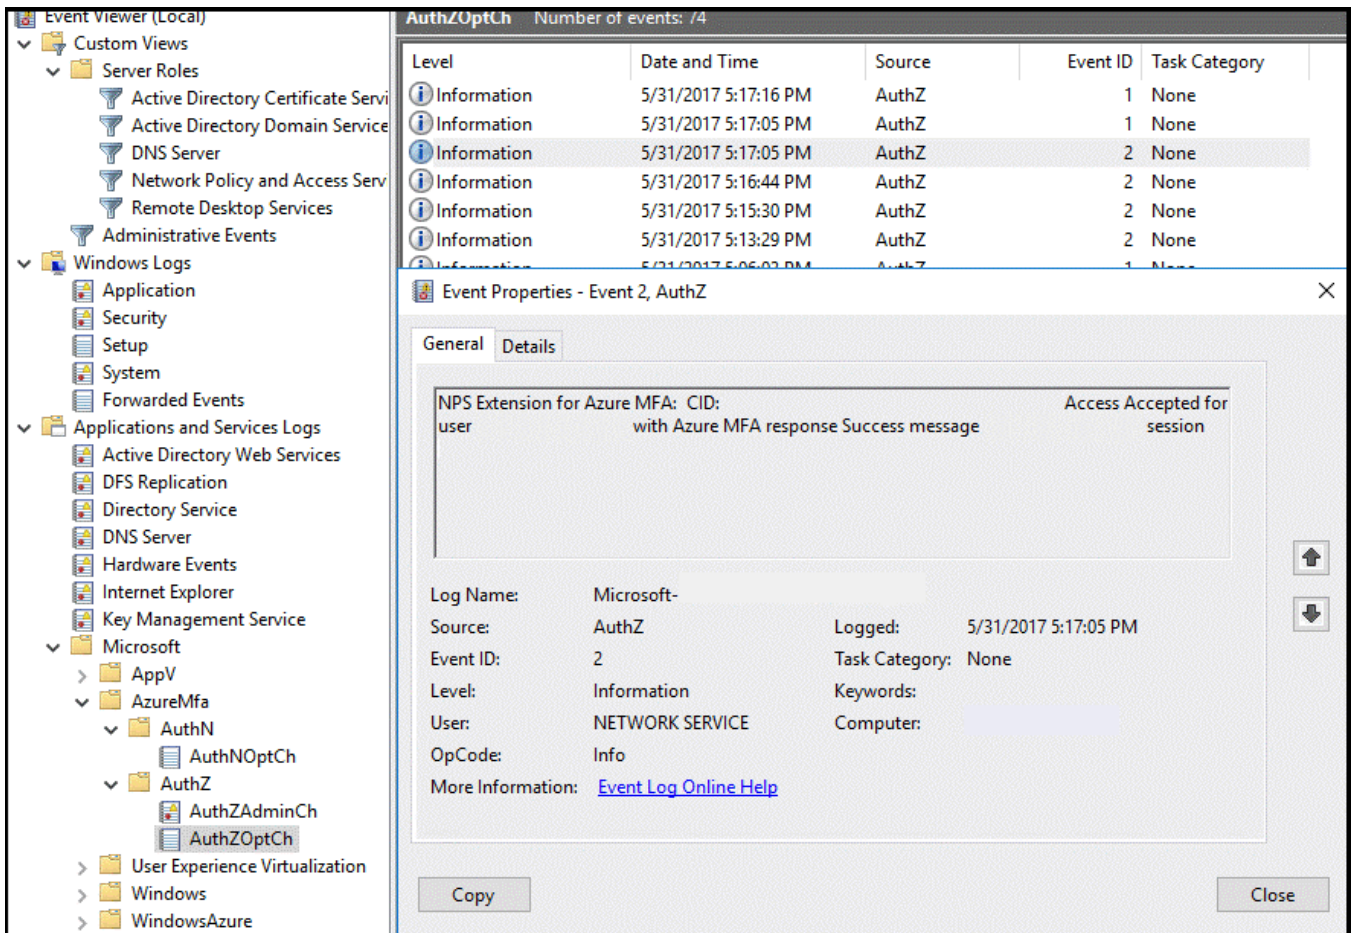 Event Viewer (Local)
Custom Views
Server Roles
Active Directory Certificate Servi
Active Directory Domain Service
DNS Server
Network Policy and Access Serv
Remote Desktop Services
Administrative Events
Windows Logs
Application
Security
Setup
System
Forwarded Events
Applications and Services Logs
Active Directory Web Services
DFS Replication
Directory Service
DNS Server
Hardware Events
Internet Explorer
Key Management Service
Microsoft
AppV
AzureMfa
AuthN
AuthNOptCh
AuthZ
AuthZAdminCh
AuthZOptCh
User Experience Virtualization
Windows
WindowsAzure
AuthZOptCh Number of events: 74
Level Date and Time Source Event ID Task Category
Information 5/31/2017 5:17:16 PM AuthZ 1 None
Information 5/31/2017 5:17:05 PM AuthZ 1 None
Information 5/31/2017 5:17:05 PM AuthZ 2 None
Information 5/31/2017 5:16:44 PM AuthZ 2 None
Information 5/31/2017 5:15:30 PM AuthZ 2 None
Information 5/31/2017 5:13:29 PM AuthZ 2 None
Information 5/31/2017 5:06:02 PM AuthZ 1 None
Event Properties - Event 2, AuthZ
General Details
NPS Extension for Azure MFA: CID: Access Accepted for
user with Azure MFA response Success message session
Log Name: Microsoft-
Source: AuthZ Logged: 5/31/2017 5:17:05 PM
Event ID: 2 Task Category: None
Level: Information Keywords:
User: NETWORK SERVICE Computer:
OpCode: Info
More Information: Event Log Online Help
Copy Close